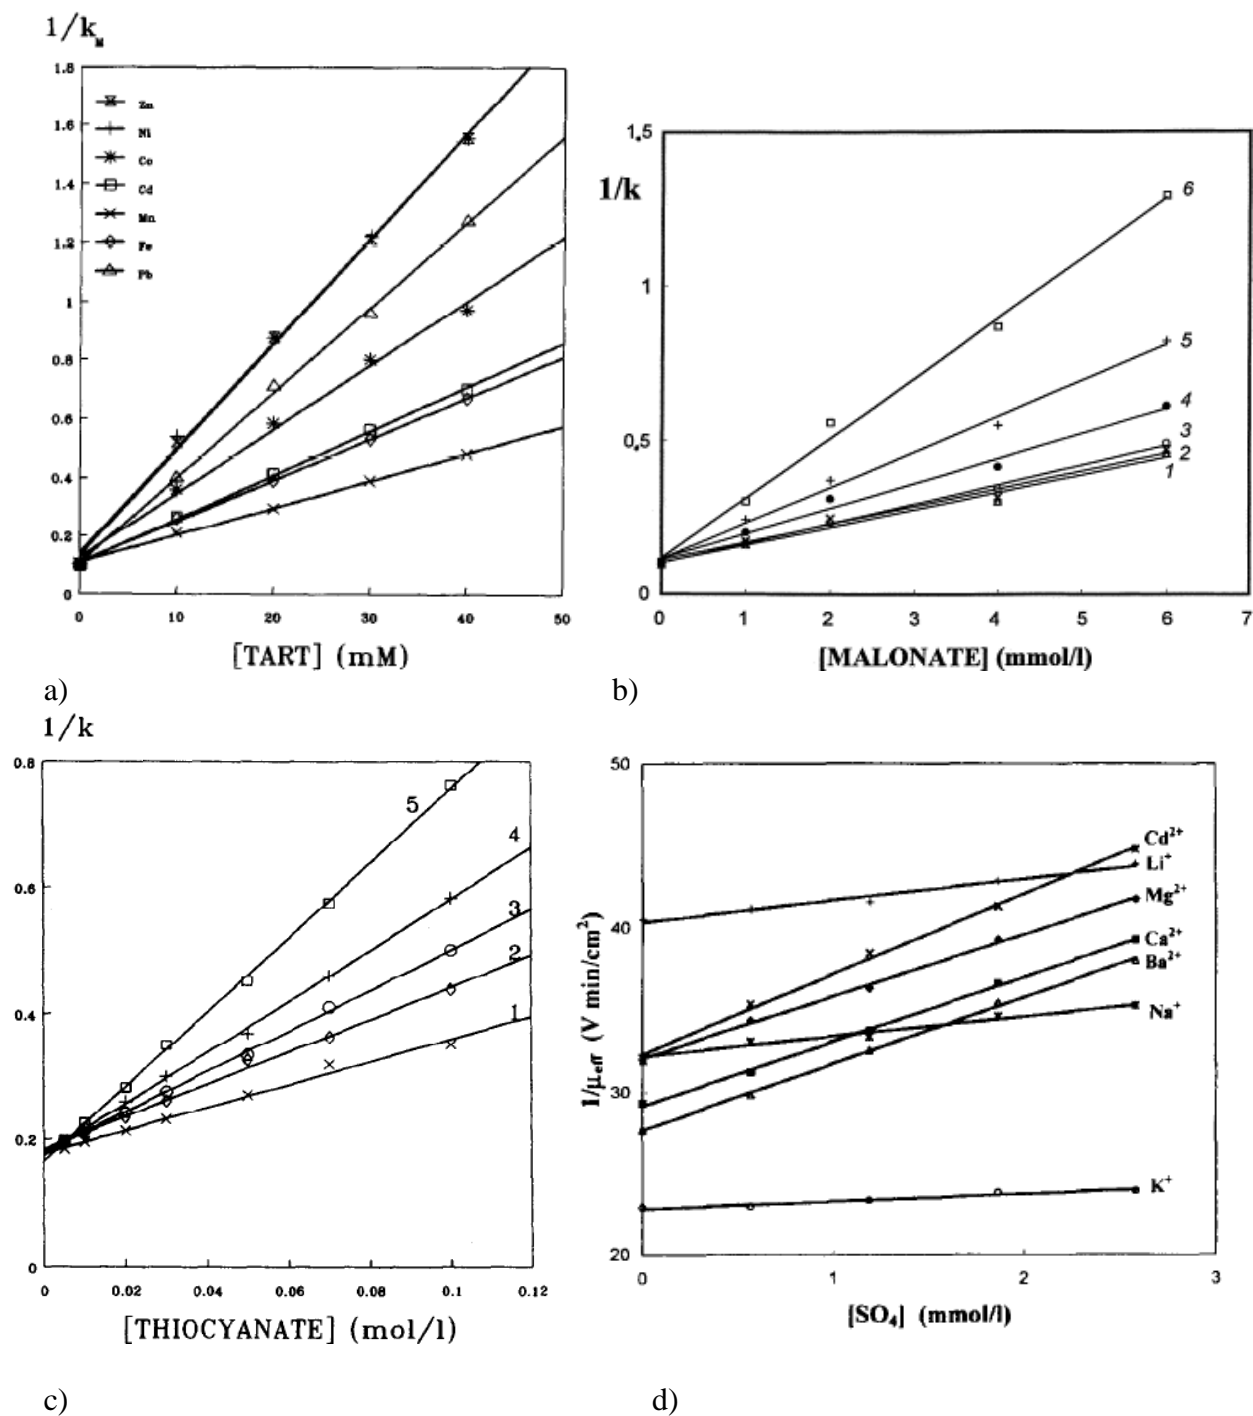 1/k_M
1.8
1.6
1.4
1.2
1
0.8
0.6
0.4
0.2
0
Zn
Ni
Co
Cd
Mn
Fe
Pb
0 10 20 30 40 50
[TART] (mM)
a)
1,5
1/k
1
0,5
0
6
5
4
3
2
1
0 1 2 3 4 5 6 7
[MALONATE] (mmol/l)
b)
1/k
0.8
0.6
0.4
0.2
0
5
4
3
2
1
0 0.02 0.04 0.06 0.08 0.1 0.12
[THIOCYANATE] (mol/l)
c)
50
40
30
20
1/μeff (V min/cm²)
Cd²⁺
Li⁺
Mg²⁺
Ca²⁺
Ba²⁺
Na⁺
K⁺
0 1 2 3
[SO₄] (mmol/l)
d)